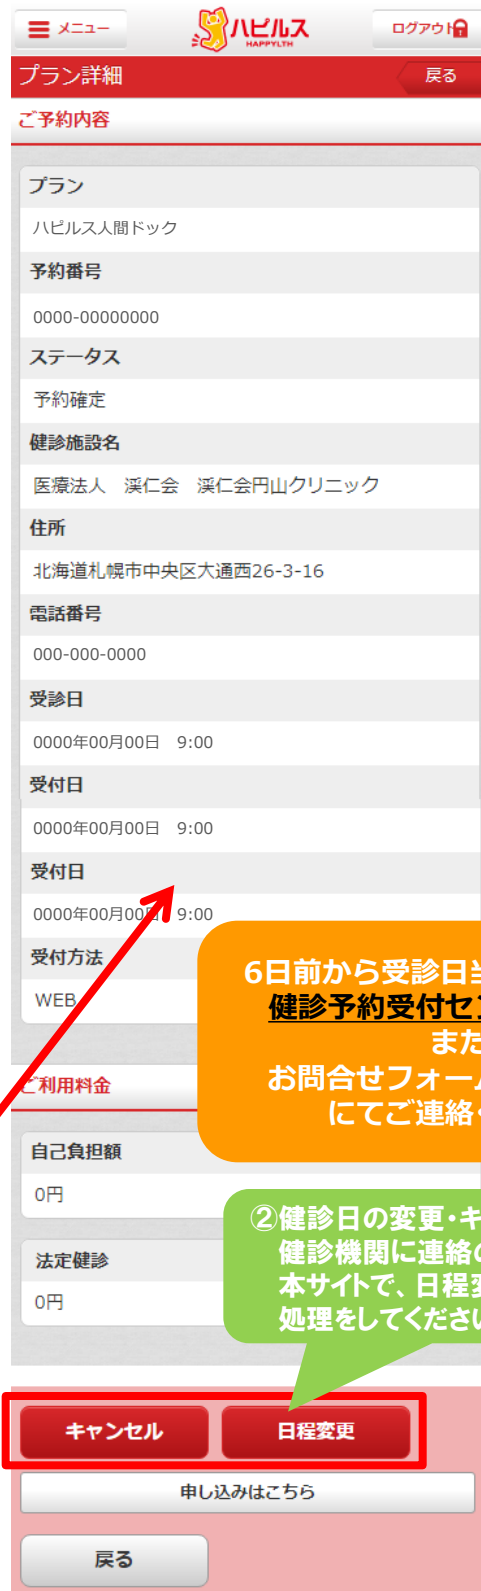 メニュー
ハピルス
HAPPYLTH
ログアウト
プラン詳細
戻る
ご予約内容
プラン
ハピルス人間ドック
予約番号
0000-00000000
ステータス
予約確定
健診施設名
医療法人　渓仁会　渓仁会円山クリニック
住所
北海道札幌市中央区大通西26-3-16
電話番号
000-000-0000
受診日
0000年00月00日　9:00
受付日
0000年00月00日　9:00
受付日
0000年00月00日　9:00
受付方法
WEB
6日前から受診日
健診予約受付セン
また
お問合せフォーム
にてご連絡
ご利用料金
自己負担額
0円
法定健診
0円
②健診日の変更・キ
健診機関に連絡の
本サイトで、日程変
処理をしてください
キャンセル
日程変更
申し込みはこちら
戻る